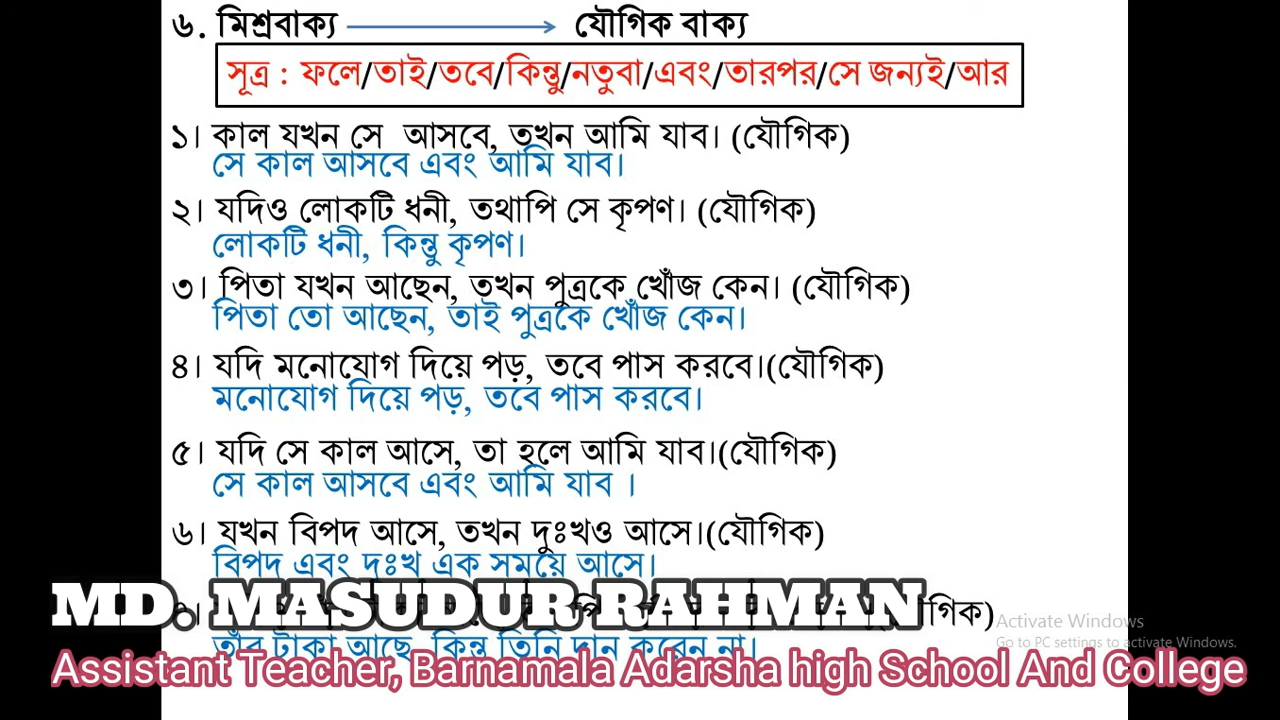 ৬. মিশ্রবাক্য যৌগিক বাক্য
সূত্র : ফলে/তাই/তবে/কিন্তু/নতুবা/এবং/তারপর/সে জন্যই/আর
১। কাল যখন সে আসবে, তখন আমি যাব। (যৌগিক)
সে কাল আসবে এবং আমি যাব।
২। যদিও লোকটি ধনী, তথাপি সে কৃপণ। (যৌগিক)
লোকটি ধনী, কিন্তু কৃপণ।
৩। পিতা যখন আছেন, তখন পুত্রকে খোঁজ কেন। (যৌগিক)
পিতা তো আছেন, তাই পুত্রকে খোঁজ কেন।
৪। যদি মনোযোগ দিয়ে পড়, তবে পাস করবে।(যৌগিক)
মনোযোগ দিয়ে পড়, তবে পাস করবে।
৫। যদি সে কাল আসে, তা হলে আমি যাব।(যৌগিক)
সে কাল আসবে এবং আমি যাব ।
৬। যখন বিপদ আসে, তখন দুঃখও আসে।(যৌগিক)
বিপদ এবং দুঃখ এক সময়ে আসে।
MD. MASUDUR RAHMAN
তাঁর টাকা আছে, কিন্তু তিনি দান করেন না।
Activate Windows
Go to PC settings to activate Windows.
Assistant Teacher, Barnamala Adarsha high School And College